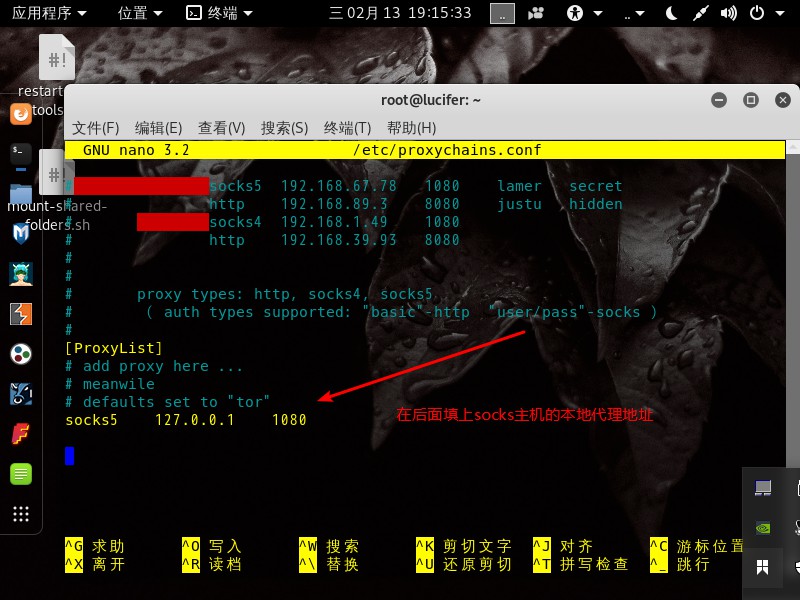 应用程序 位置 终端 三 02月 13 19:15:33
restart
tools
mount-shared-
folders.sh
root@lucifer: ~
文件(F) 编辑(E) 查看(V) 搜索(S) 终端(T) 帮助(H)
GNU nano 3.2 /etc/proxychains.conf
# socks5 192.168.67.78 1080 lamer secret
# http 192.168.89.3 8080 justu hidden
# socks4 192.168.1.49 1080
# http 192.168.39.93 8080
#
#
# proxy types: http, socks4, socks5
# ( auth types supported: "basic"-http "user/pass"-socks )
#
[ProxyList]
# add proxy here ...
# meanwile
# defaults set to "tor"
socks5 127.0.0.1 1080
在后面填上socks主机的本地代理地址
^G 求助 ^O 写入 ^W 搜索 ^K 剪切文字 ^J 对齐 ^C 游标位置
^X 离开 ^R 读档 ^\ 替换 ^U 还原剪切 ^T 拼写检查 ^_ 跳行